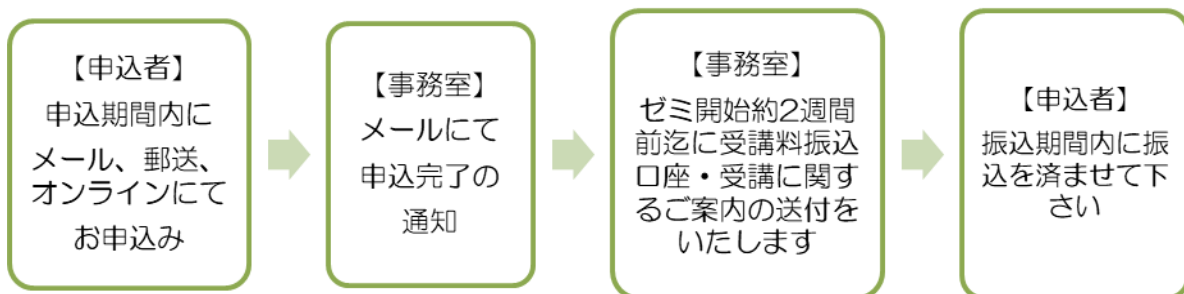 【申込者】
申込期間内に
メール、郵送、
オンラインにて
お申込み
【事務室】
メールにて
申込完了の
通知
【事務室】
ゼミ開始約2週間
前迄に受講料振込
口座・受講に関す
るご案内の送付を
いたします
【申込者】
振込期間内に振
込を済ませて下
さい